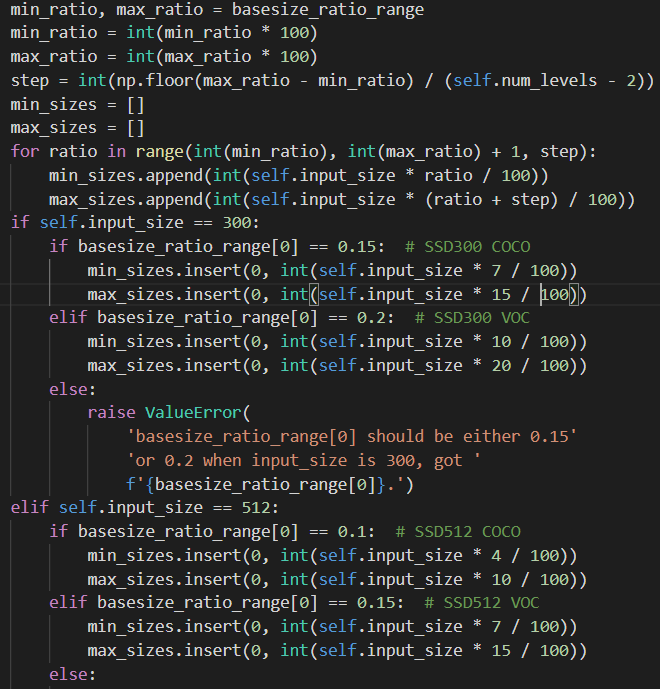 min_ratio, max_ratio = basesize_ratio_range
min_ratio = int(min_ratio * 100)
max_ratio = int(max_ratio * 100)
step = int(np.floor(max_ratio - min_ratio) / (self.num_levels - 2))
min_sizes = []
max_sizes = []
for ratio in range(int(min_ratio), int(max_ratio) + 1, step):
    min_sizes.append(int(self.input_size * ratio / 100))
    max_sizes.append(int(self.input_size * (ratio + step) / 100))
if self.input_size == 300:
    if basesize_ratio_range[0] == 0.15:  # SSD300 COCO
        min_sizes.insert(0, int(self.input_size * 7 / 100))
        max_sizes.insert(0, int(self.input_size * 15 / 100))
    elif basesize_ratio_range[0] == 0.2:  # SSD300 VOC
        min_sizes.insert(0, int(self.input_size * 10 / 100))
        max_sizes.insert(0, int(self.input_size * 20 / 100))
    else:
        raise ValueError(
            'basesize_ratio_range[0] should be either 0.15'
            'or 0.2 when input_size is 300, got '
            f'{basesize_ratio_range[0]}.')
elif self.input_size == 512:
    if basesize_ratio_range[0] == 0.1:  # SSD512 COCO
        min_sizes.insert(0, int(self.input_size * 4 / 100))
        max_sizes.insert(0, int(self.input_size * 10 / 100))
    elif basesize_ratio_range[0] == 0.15:  # SSD512 VOC
        min_sizes.insert(0, int(self.input_size * 7 / 100))
        max_sizes.insert(0, int(self.input_size * 15 / 100))
    else: